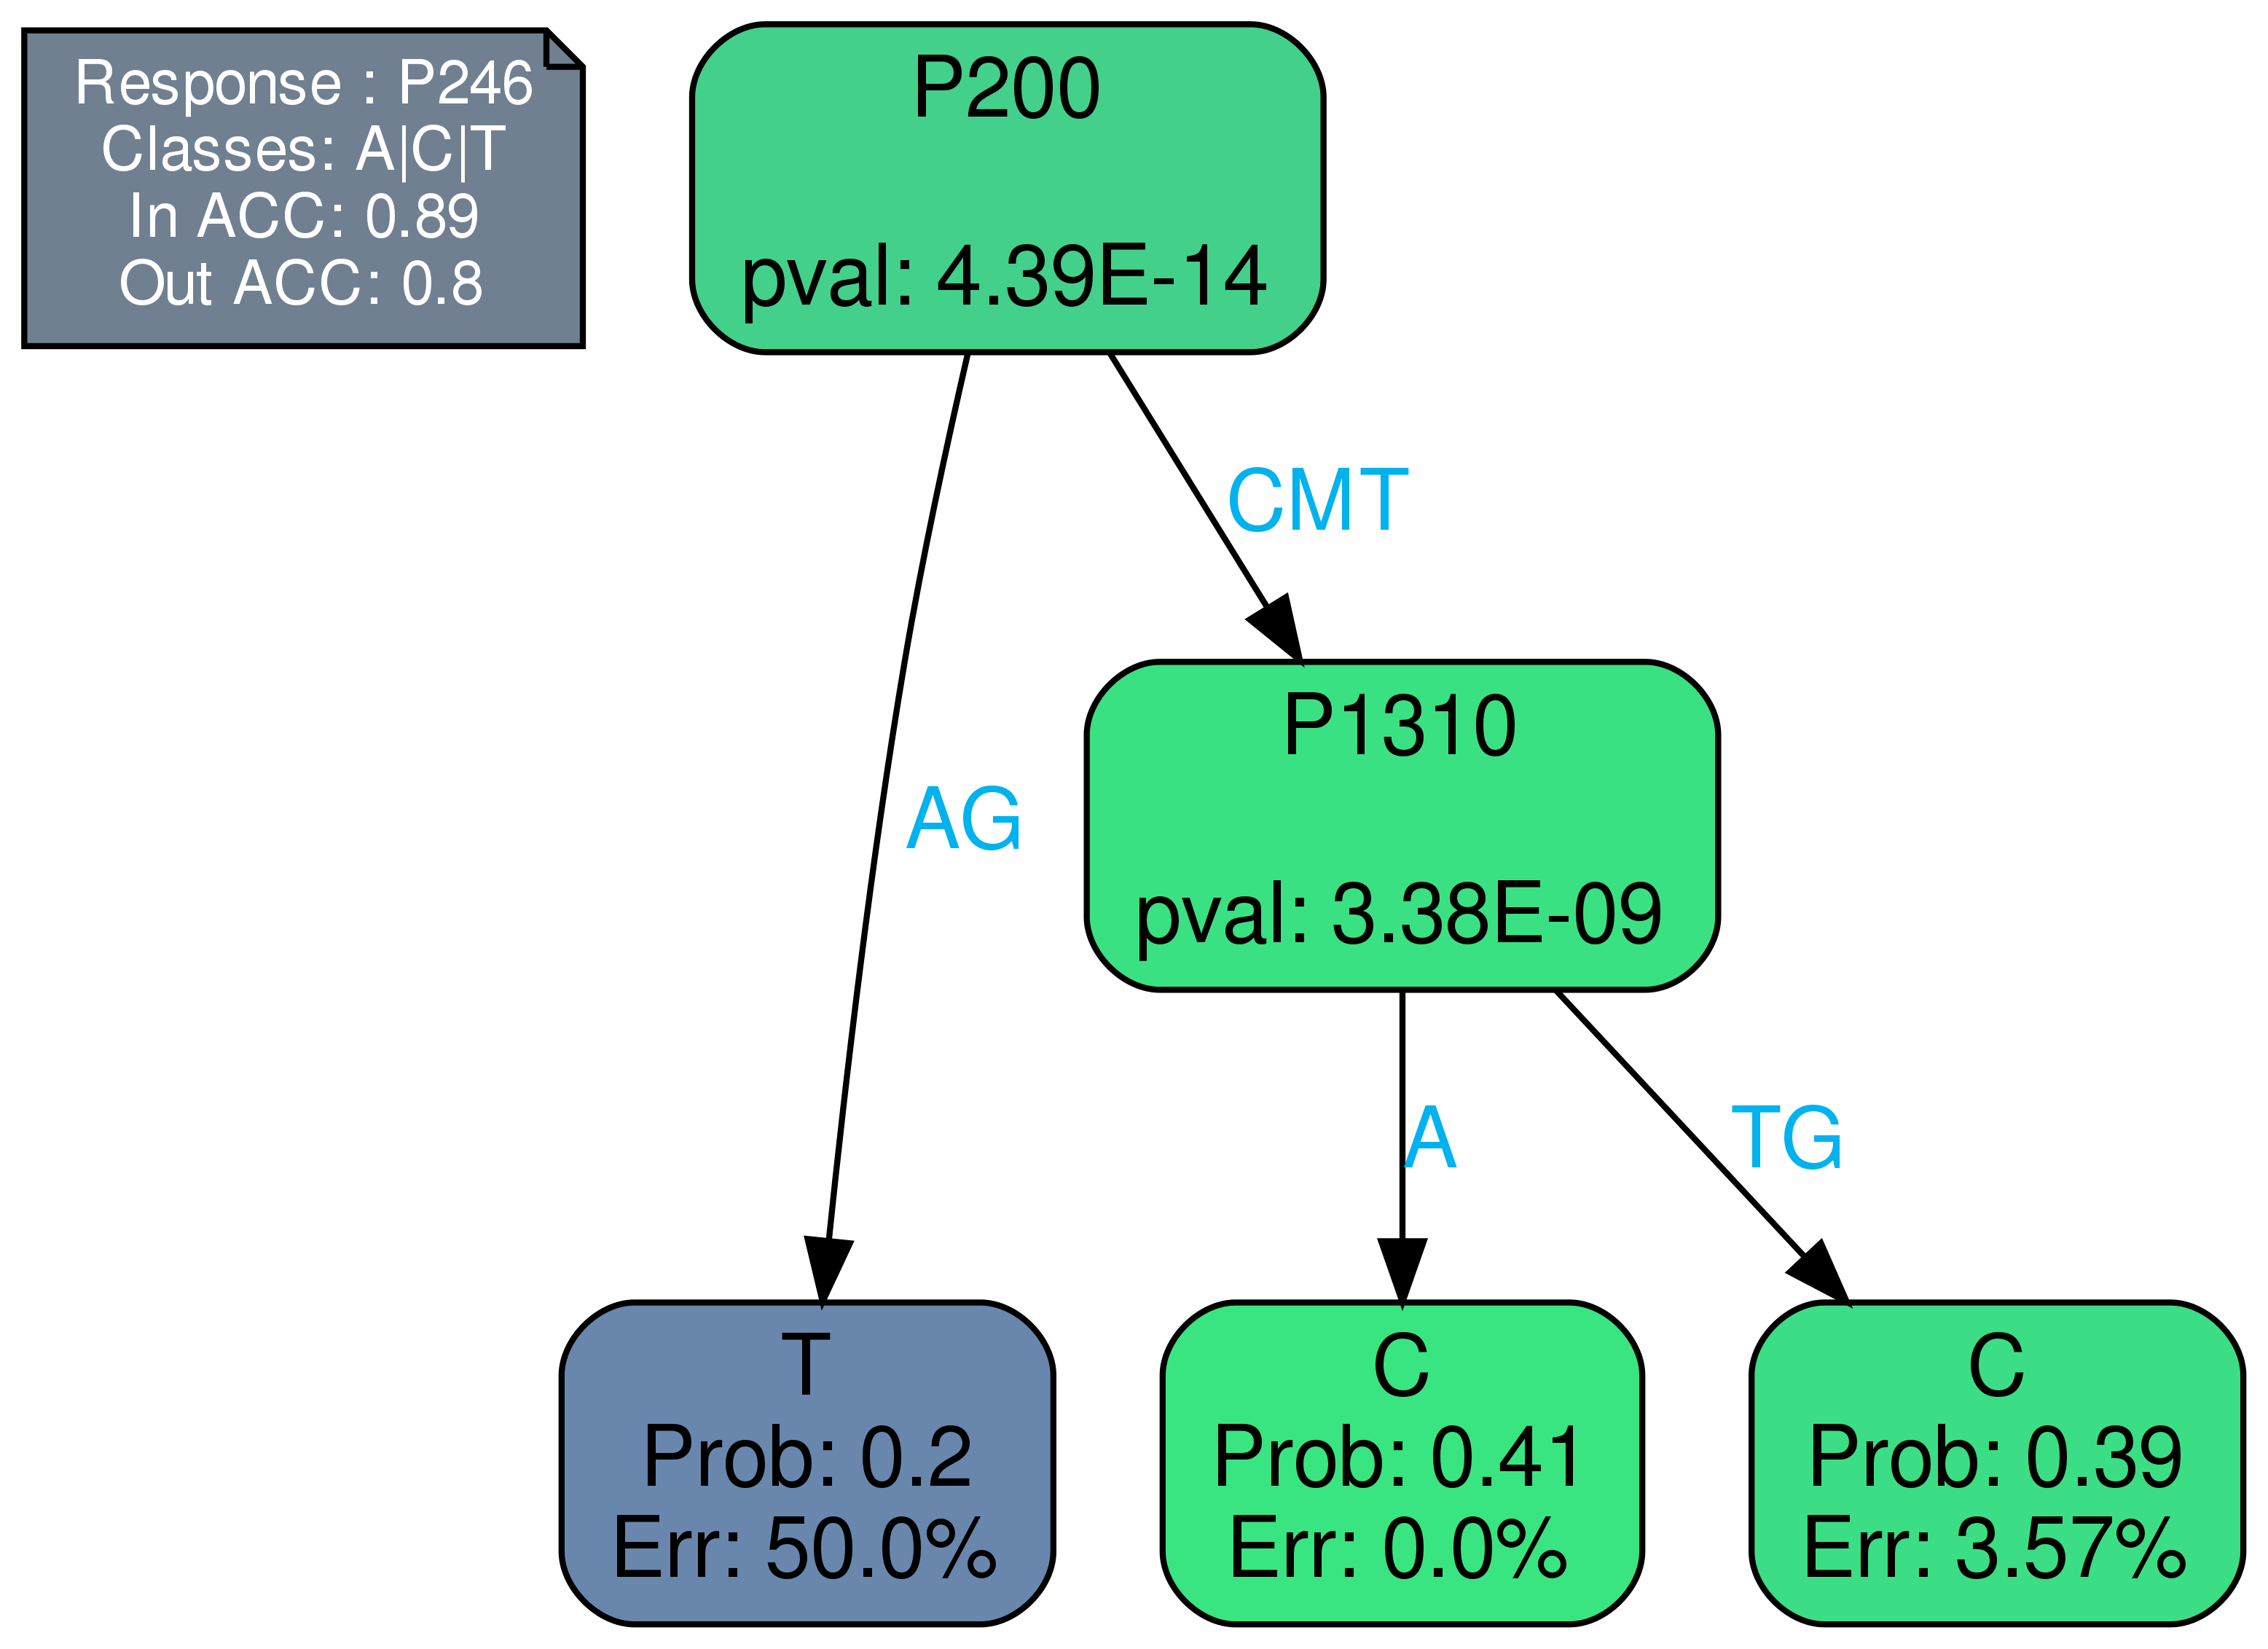 Response : P246
Classes: A|C|T
In ACC: 0.89
Out ACC: 0.8
P200
pval: 4.39E-14
CMT
P1310
pval: 3.38E-09
AG
A
TG
T
Prob: 0.2
Err: 50.0%
C
Prob: 0.41
Err: 0.0%
C
Prob: 0.39
Err: 3.57%